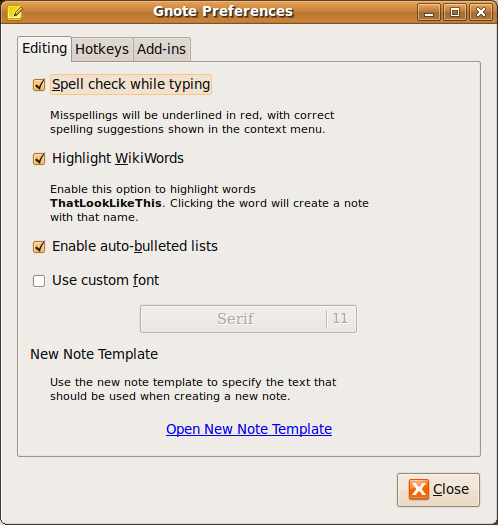 Gnote Preferences
Editing Hotkeys Add-ins
Spell check while typing
Misspellings will be underlined in red, with correct
spelling suggestions shown in the context menu.
Highlight WikiWords
Enable this option to highlight words
ThatLookLikeThis. Clicking the word will create a note
with that name.
Enable auto-bulleted lists
Use custom font
Serif 11
New Note Template
Use the new note template to specify the text that
should be used when creating a new note.
Open New Note Template
Close